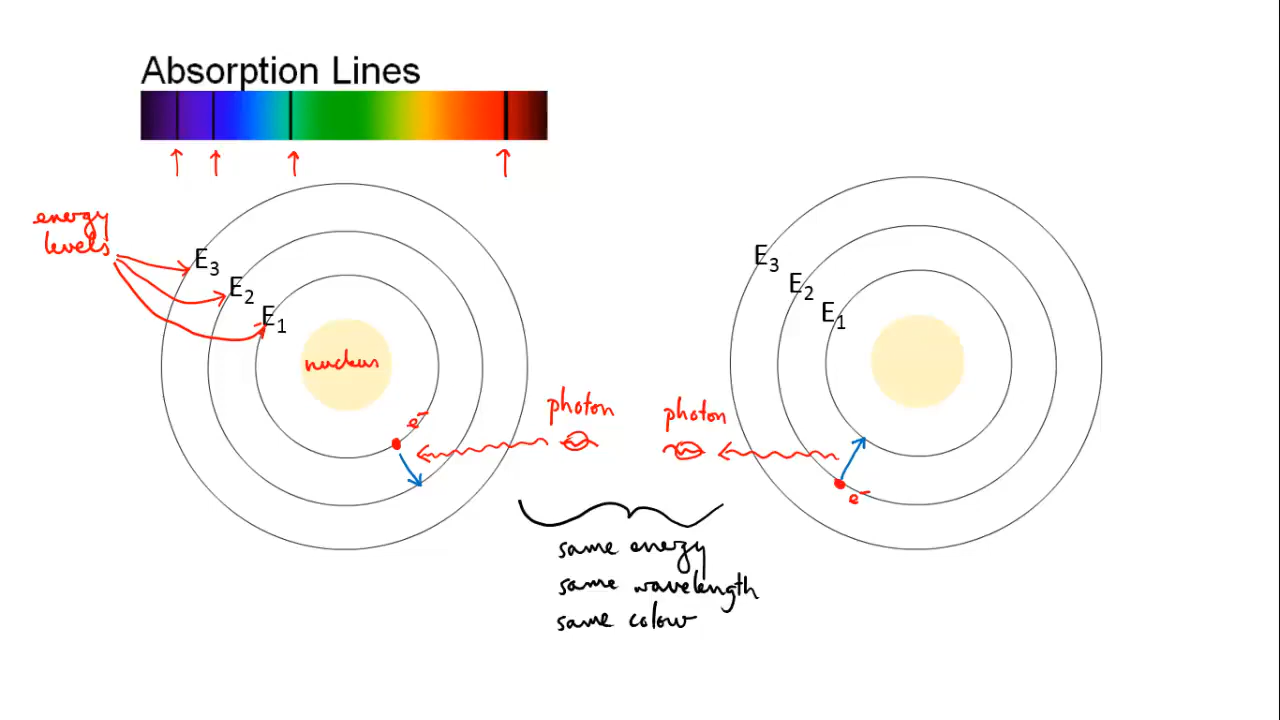 Absorption Lines
energy
levels
E3
E2
E1
nucleus
e-
photon
photon
E3
E2
E1
e-
same energy
same wavelength
same colour